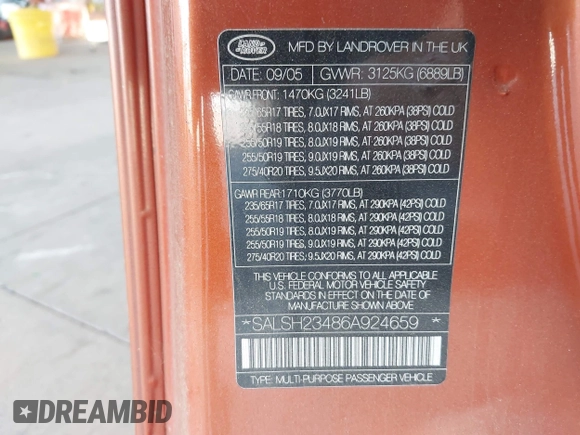 LAND ROVER
MFD BY LANDROVER IN THE UK
DATE: 09/05 GVWR: 3125KG (6889LB)
GAWR FRONT: 1470KG (3241LB)
/65R17 TIRES, 7.0JX17 RIMS, AT 260KPA (38PSI) COLD
/55R18 TIRES, 8.0JX18 RIMS, AT 260KPA (38PSI) COLD
255/50R19 TIRES, 8.0JX19 RIMS, AT 260KPA (38PSI) COLD
255/50R19 TIRES, 9.0JX19 RIMS, AT 260KPA (38PSI) COLD
275/40R20 TIRES, 9.5JX20 RIMS, AT 260KPA (38PSI) COLD
GAWR REAR: 1710KG (3770LB)
235/65R17 TIRES, 7.0JX17 RIMS, AT 290KPA (42PSI) COLD
255/55R18 TIRES, 8.0JX18 RIMS, AT 290KPA (42PSI) COLD
255/50R19 TIRES, 8.0JX19 RIMS, AT 290KPA (42PSI) COLD
255/50R19 TIRES, 9.0JX19 RIMS, AT 290KPA (42PSI) COLD
275/40R20 TIRES, 9.5JX20 RIMS, AT 290KPA (42PSI) COLD
THIS VEHICLE CONFORMS TO ALL APPLICABLE
U.S. FEDERAL MOTOR VEHICLE SAFETY
STANDARDS IN EFFECT ON THE DATE OF
MANUFACTURE SHOWN ABOVE
*SALSH23486A924659*
TYPE: MULTI-PURPOSE PASSENGER VEHICLE
DREAMBID